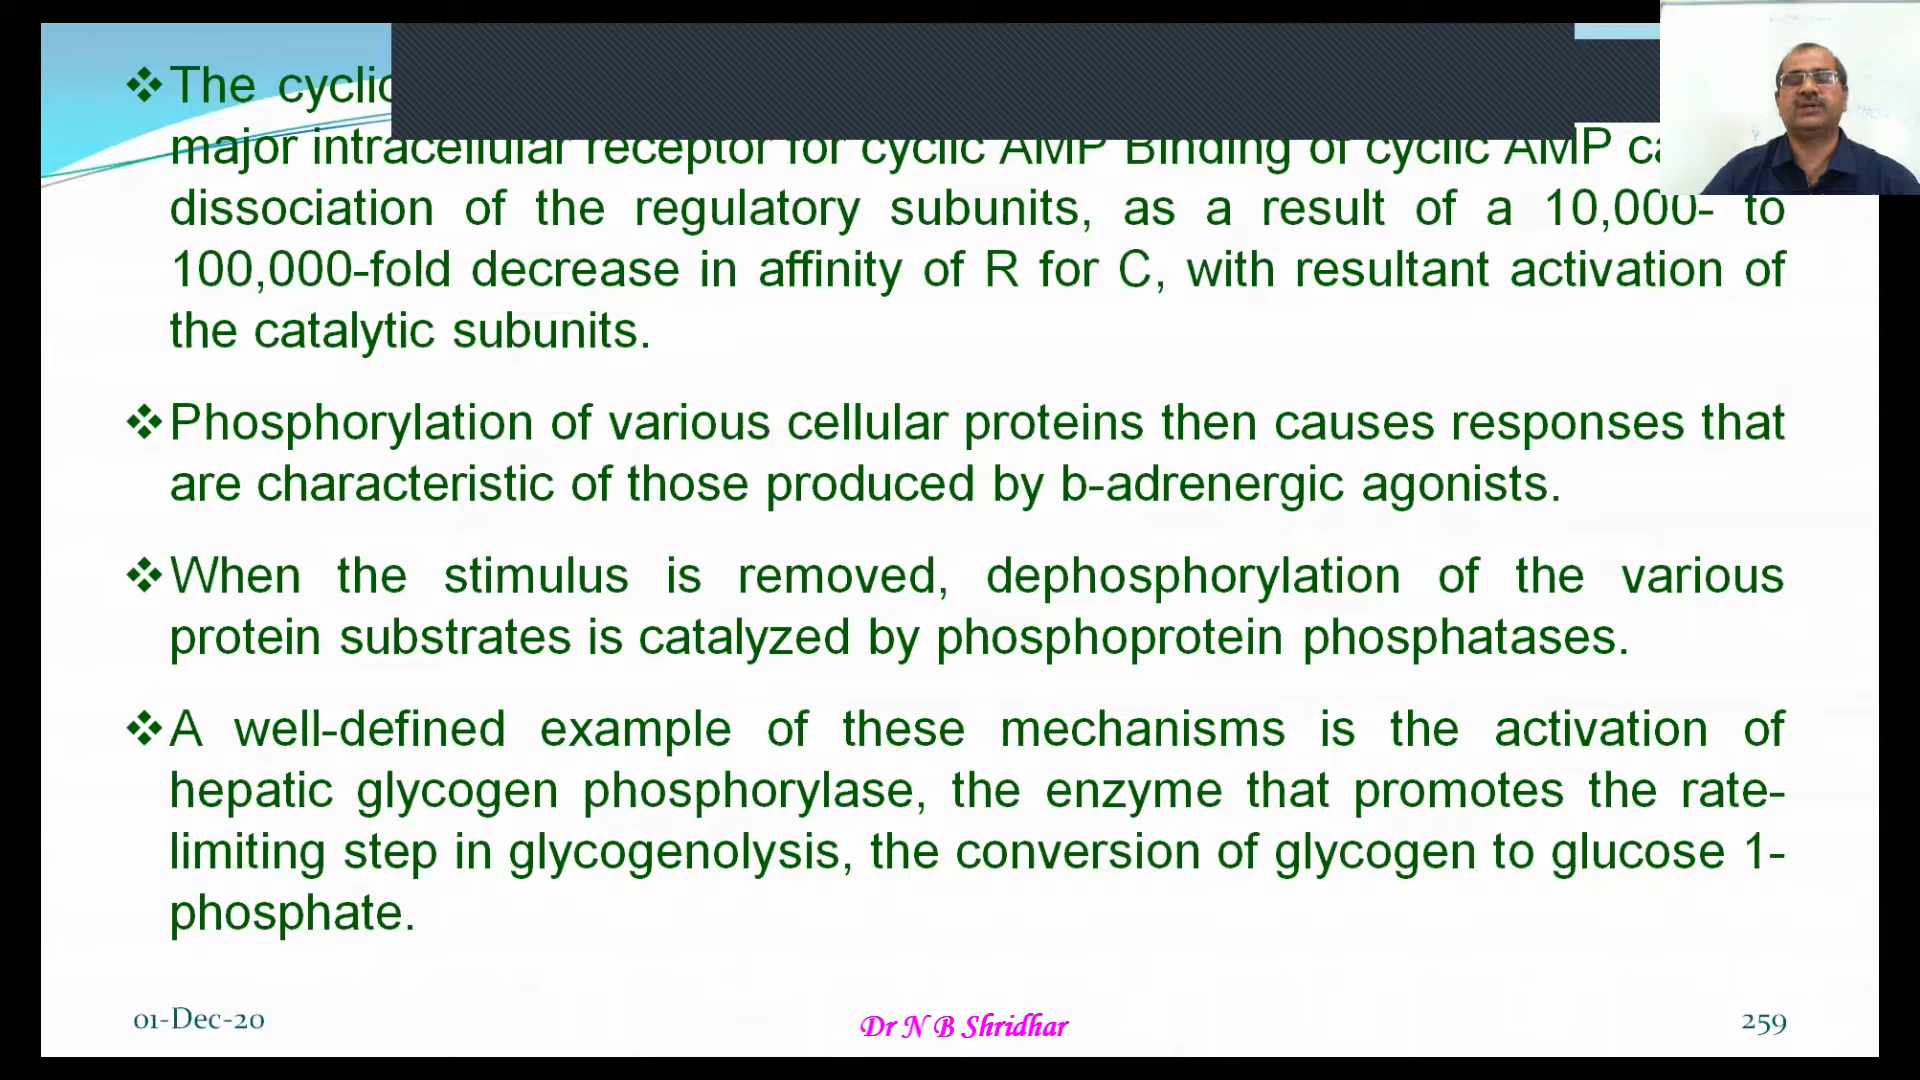 ❖The cyclic
major intracellular receptor for cyclic AMP Binding of cyclic AMP
dissociation of the regulatory subunits, as a result of a 10,000- to
100,000-fold decrease in affinity of R for C, with resultant activation of
the catalytic subunits.
❖Phosphorylation of various cellular proteins then causes responses that
are characteristic of those produced by b-adrenergic agonists.
❖When the stimulus is removed, dephosphorylation of the various
protein substrates is catalyzed by phosphoprotein phosphatases.
❖A well-defined example of these mechanisms is the activation of
hepatic glycogen phosphorylase, the enzyme that promotes the rate-
limiting step in glycogenolysis, the conversion of glycogen to glucose 1-
phosphate.
01-Dec-20
Dr N B Shridhar
259